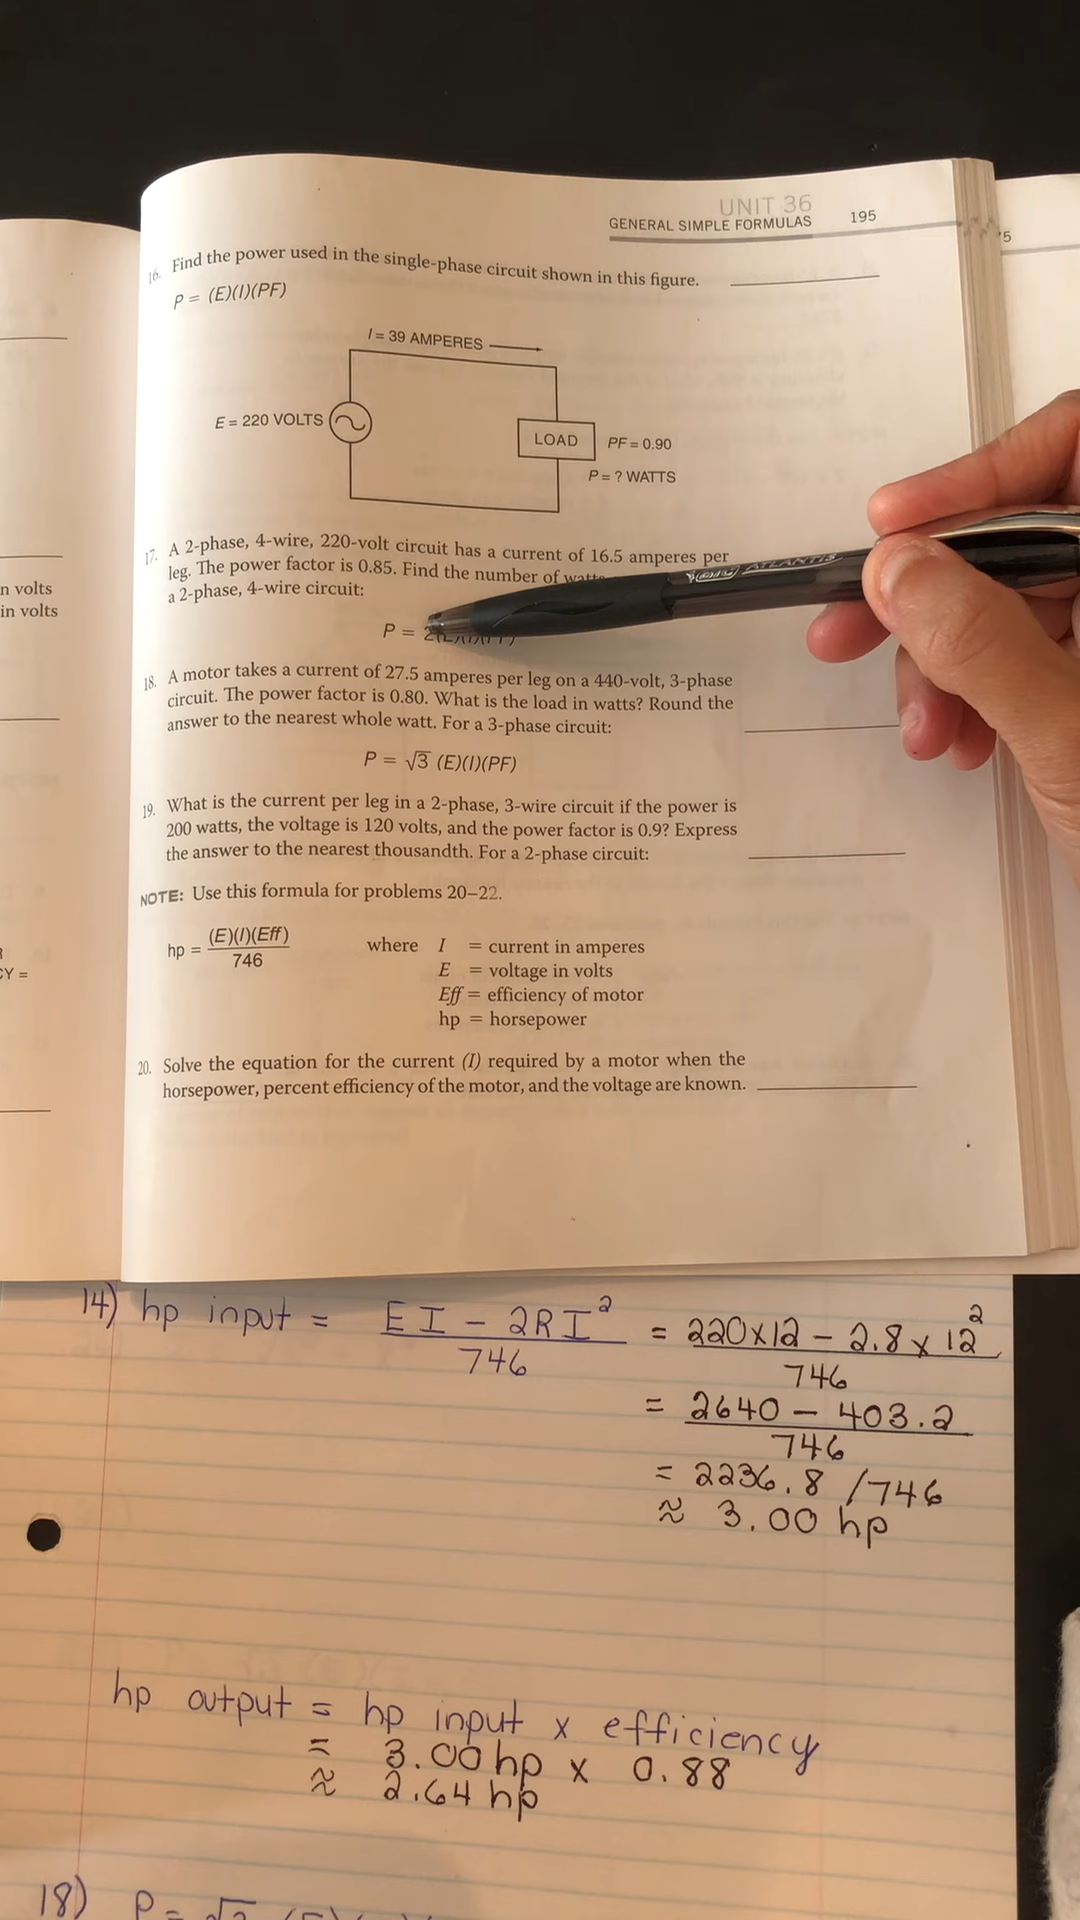 UNIT 36
GENERAL SIMPLE FORMULAS 195
16. Find the power used in the single-phase circuit shown in this figure.
P = (E)(I)(PF)
I = 39 AMPERES
E = 220 VOLTS
LOAD
PF = 0.90
P = ? WATTS
17. A 2-phase, 4-wire, 220-volt circuit has a current of 16.5 amperes per
leg. The power factor is 0.85. Find the number of
a 2-phase, 4-wire circuit:
P = 2
18. A motor takes a current of 27.5 amperes per leg on a 440-volt, 3-phase
circuit. The power factor is 0.80. What is the load in watts? Round the
answer to the nearest whole watt. For a 3-phase circuit:
P = √3 (E)(I)(PF)
19. What is the current per leg in a 2-phase, 3-wire circuit if the power is
200 watts, the voltage is 120 volts, and the power factor is 0.9? Express
the answer to the nearest thousandth. For a 2-phase circuit:
NOTE: Use this formula for problems 20–22.
hp = (E)(I)(Eff) / 746
where I = current in amperes
E = voltage in volts
Eff = efficiency of motor
hp = horsepower
20. Solve the equation for the current (I) required by a motor when the
horsepower, percent efficiency of the motor, and the voltage are known.
n volts
in volts
CY =
75
ATLANTIS
14) hp input = EI - 2RI² / 746 = 220x12 - 2.8 x 12² / 746
= 2640 - 403.2 / 746
= 2236.8 /746
≈ 3.00 hp
hp output = hp input x efficiency
= 3.00 hp x 0.88
≈ 2.64 hp
18) P =